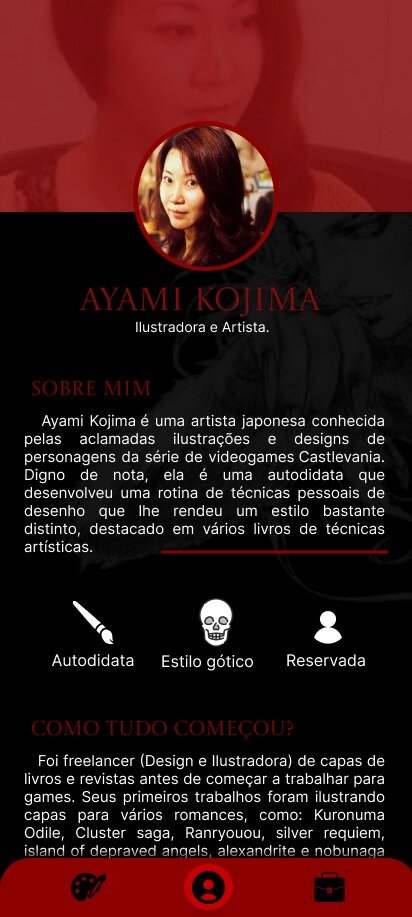 AYAMI KOJIMA
Ilustradora e Artista.
SOBRE MIM
Ayami Kojima é uma artista japonesa conhecida
pelas aclamadas ilustrações e designs de
personagens da série de videogames Castlevania.
Digno de nota, ela é uma autodidata que
desenvolveu uma rotina de técnicas pessoais de
desenho que lhe rendeu um estilo bastante
distinto, destacado em vários livros de técnicas
artísticas.
Autodidata Estilo gótico Reservada
COMO TUDO COMEÇOU?
Foi freelancer (Design e Ilustradora) de capas de
livros e revistas antes de começar a trabalhar para
games. Seus primeiros trabalhos foram ilustrando
capas para vários romances, como: Kuronuma
Odile, Cluster saga, Ranryouou, silver requiem,
island of depraved angels, alexandrite e nobunaga